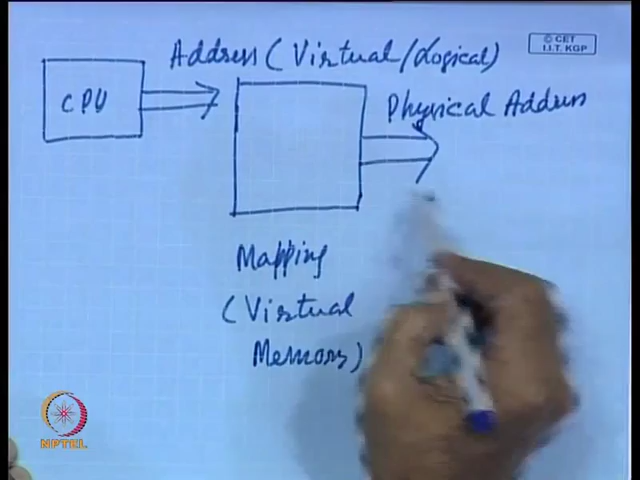 © CET
I.I.T. KGP
Address (Virtual/Logical)
CPU
Physical Address
Mapping
(Virtual
Memory)
NPTEL